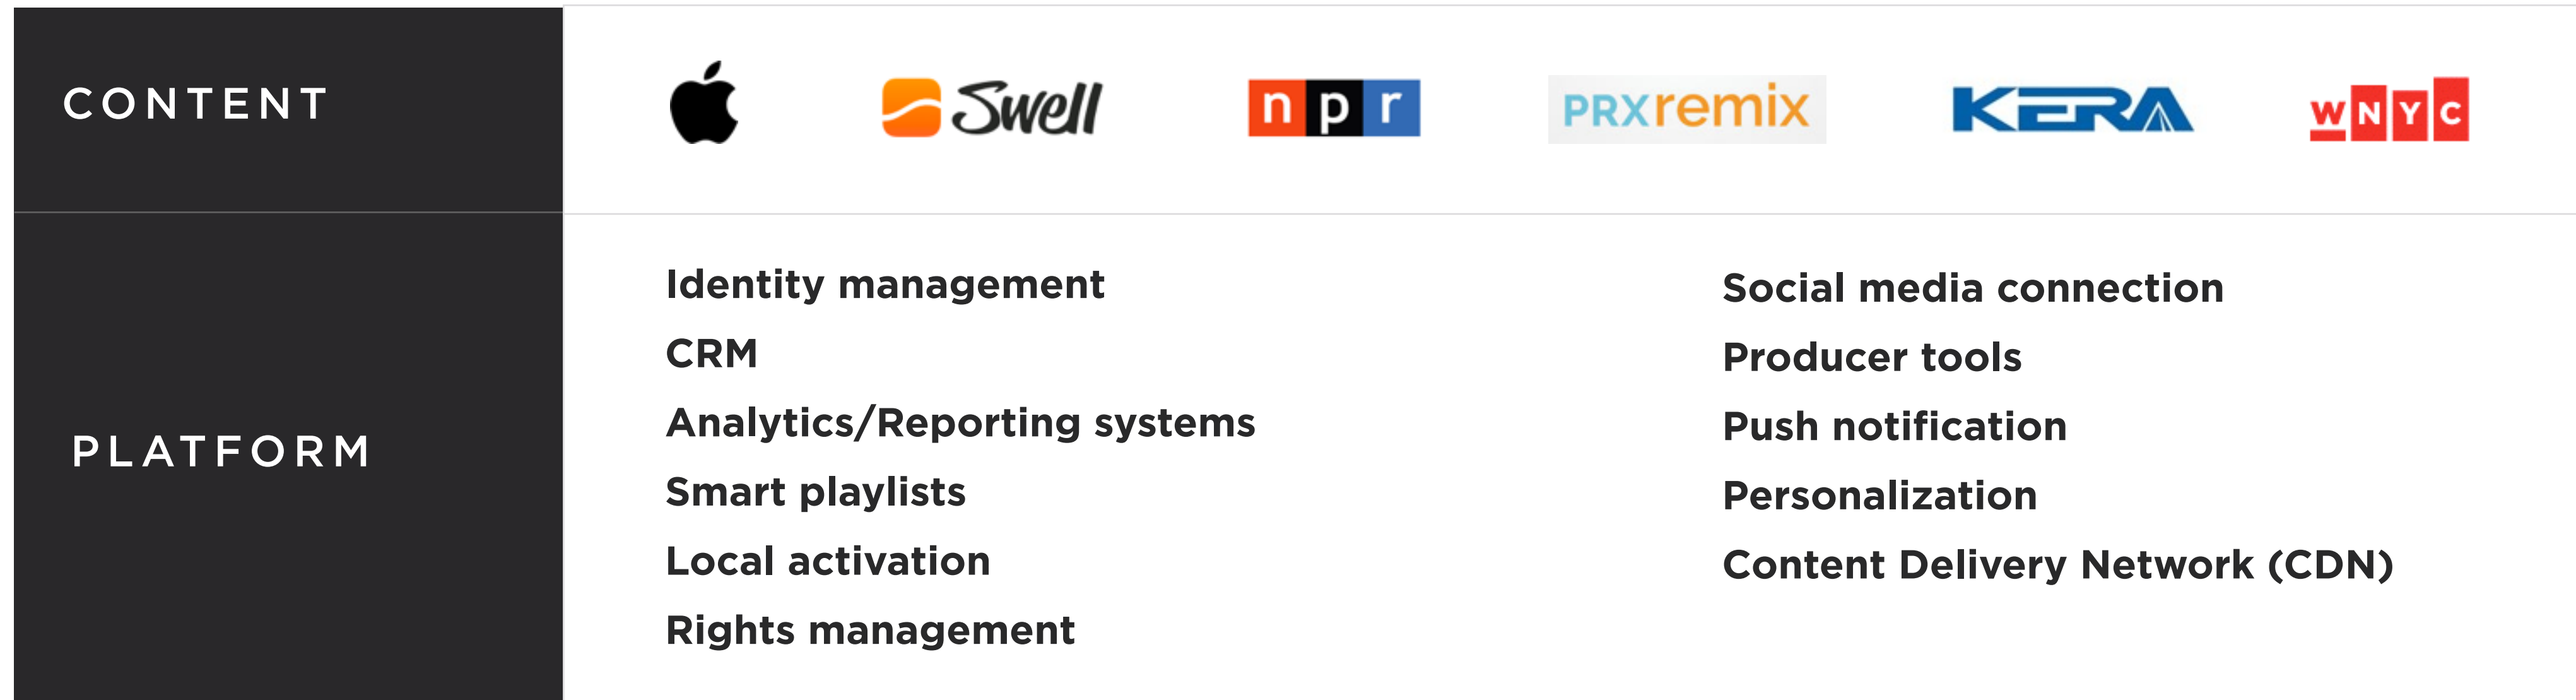 CONTENT
Swell
npr
PRXremix
KERA
WNYC
PLATFORM
Identity management
CRM
Analytics/Reporting systems
Smart playlists
Local activation
Rights management
Social media connection
Producer tools
Push notification
Personalization
Content Delivery Network (CDN)